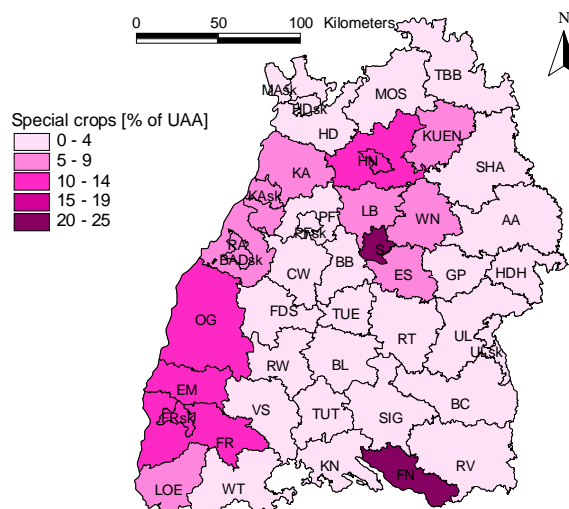 N
0 50 100 Kilometers
Special crops [% of UAA]
0 - 4
5 - 9
10 - 14
15 - 19
20 - 25
TBB
MAsk
MOS
HD
KUEN
HN
SHA
KA
KAsk
LB
WN
AA
PF
PFsk
S
RA
BADsk
CW
BB
ES
GP
HDH
OG
FDS
TUE
RT
UL
ULsk
RW
BL
EM
VS
TUT
SIG
BC
FRsk
FR
KN
FN
RV
LOE
WT